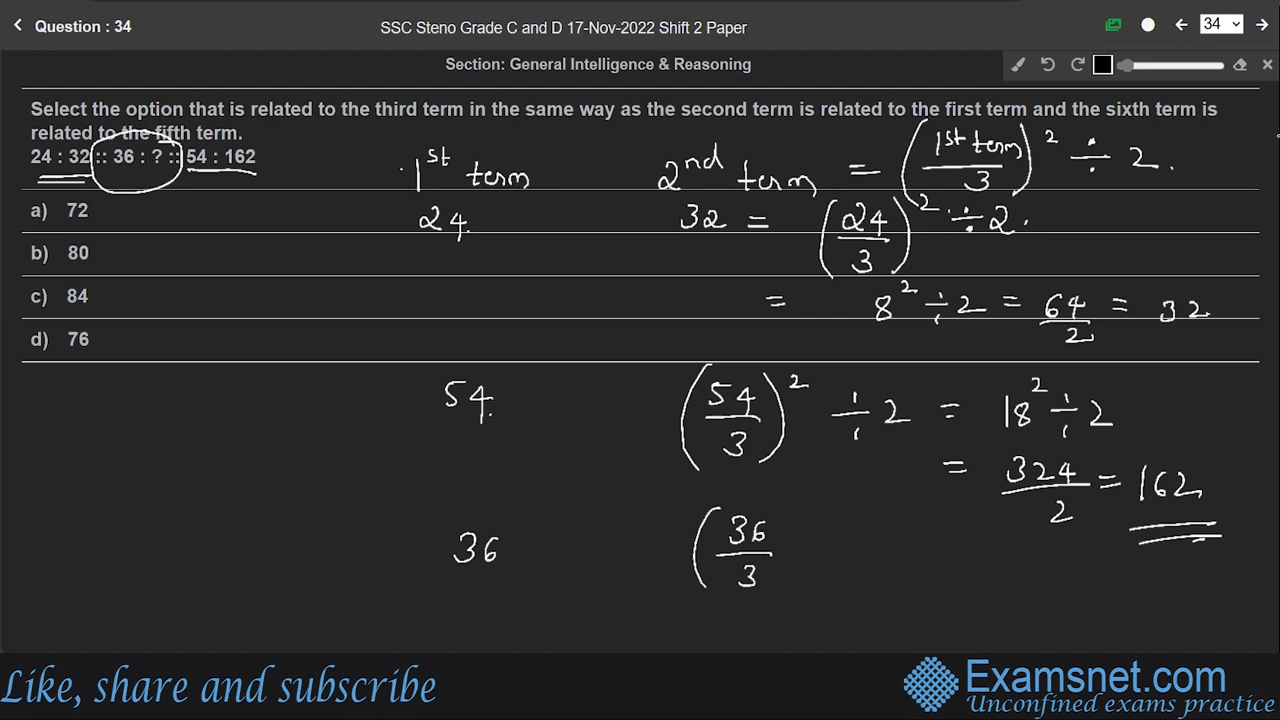 Question : 34
SSC Steno Grade C and D 17-Nov-2022 Shift 2 Paper
34
Section: General Intelligence & Reasoning
Select the option that is related to the third term in the same way as the second term is related to the first term and the sixth term is
related to the fifth term.
24 : 32 :: 36 : ? :: 54 : 162
1st term 2nd term = (1st term / 3)² ÷ 2.
a) 72
24. 32 = (24/3)² ÷ 2.
b) 80
c) 84
= 8² ÷ 2 = 64/2 = 32
d) 76
54. (54/3)² ÷ 2 = 18² ÷ 2
= 324/2 = 162
36 (36/3
Like, share and subscribe
Examsnet.com
Unconfined exams practice